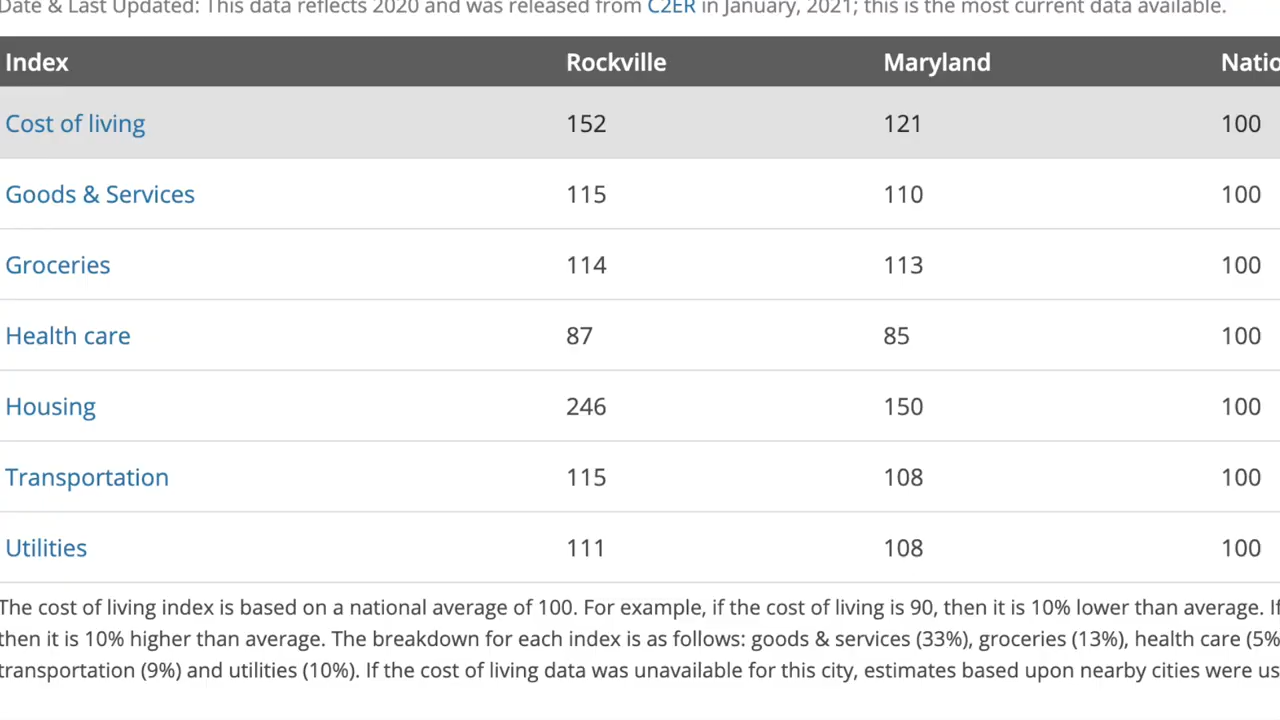 Date & Last Updated: This data reflects 2020 and was released from C2ER in January, 2021; this is the most current data available.
Index Rockville Maryland Natio
Cost of living 152 121 100
Goods & Services 115 110 100
Groceries 114 113 100
Health care 87 85 100
Housing 246 150 100
Transportation 115 108 100
Utilities 111 108 100
The cost of living index is based on a national average of 100. For example, if the cost of living is 90, then it is 10% lower than average. If
then it is 10% higher than average. The breakdown for each index is as follows: goods & services (33%), groceries (13%), health care (5%
transportation (9%) and utilities (10%). If the cost of living data was unavailable for this city, estimates based upon nearby cities were us